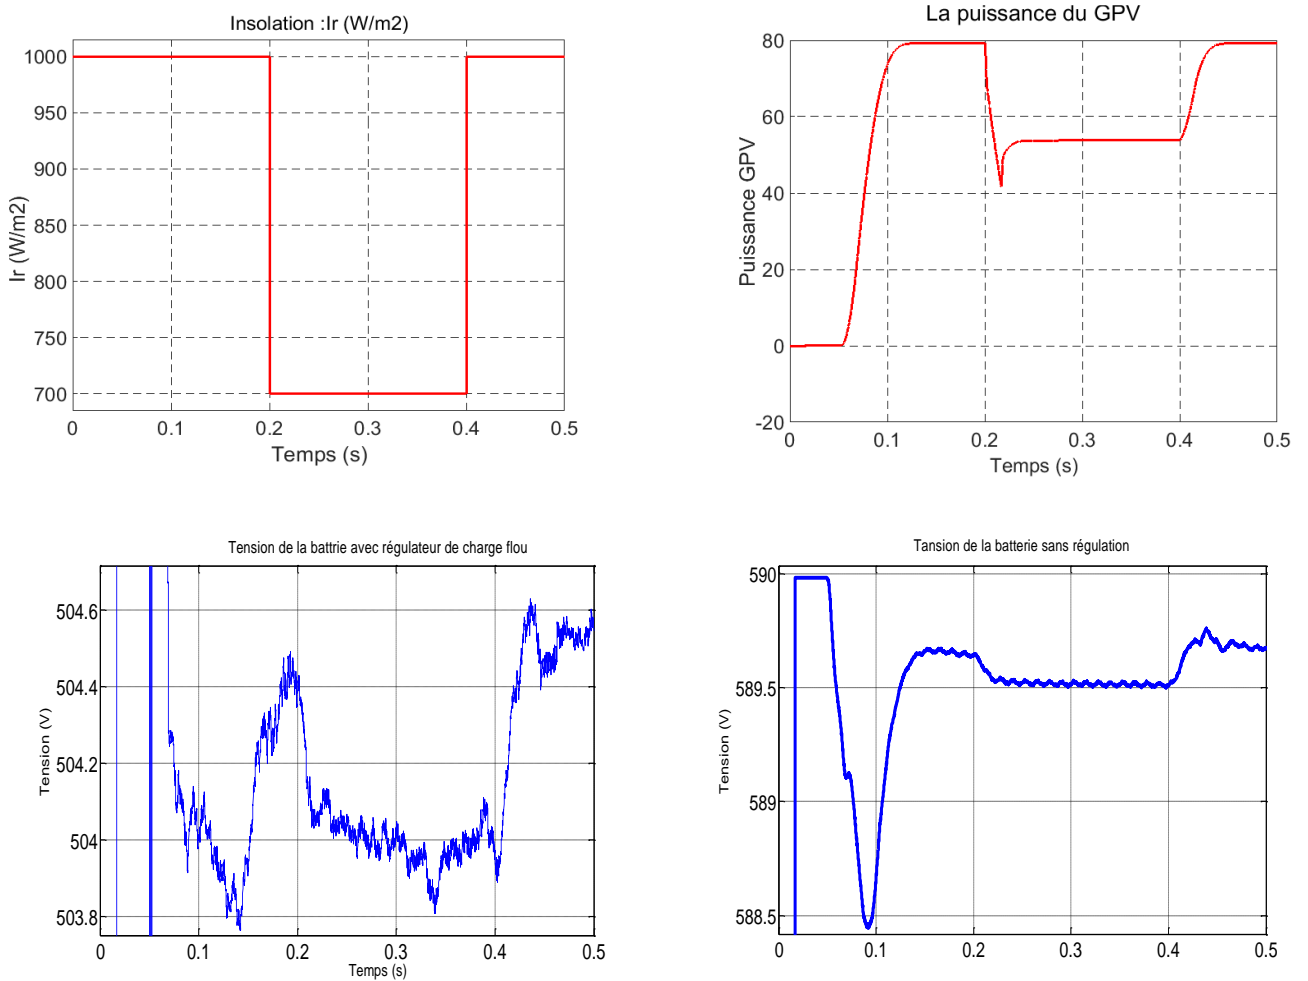 Insolation :Ir (W/m2)
Ir (W/m2)
1000
950
900
850
800
750
700
0 0.1 0.2 0.3 0.4 0.5
Temps (s)
La puissance du GPV
Puissance GPV
80
60
40
20
0
-20
0 0.1 0.2 0.3 0.4 0.5
Temps (s)
Tension de la battrie avec régulateur de charge flou
Tension (V)
504.6
504.4
504.2
504
503.8
0 0.1 0.2 0.3 0.4 0.5
Temps (s)
Tansion de la batterie sans régulation
Tension (V)
590
589.5
589
588.5
0 0.1 0.2 0.3 0.4 0.5